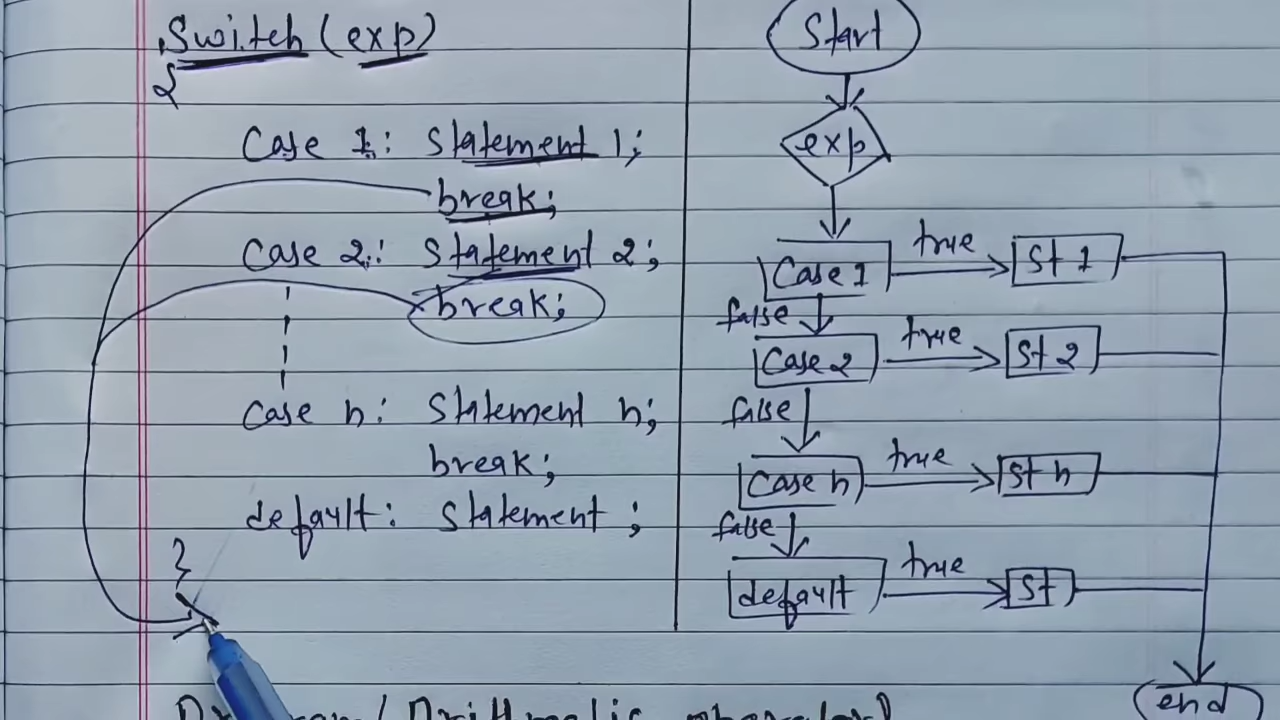 Switch (exp)
{
Case 1: Statement 1;
break;
Case 2: Statement 2;
break;
Case n: Statement n;
break;
default: Statement ;
}
Start
exp
Case 1 true St 1
false
Case 2 true St 2
false
Case n true St n
false
default true St
end